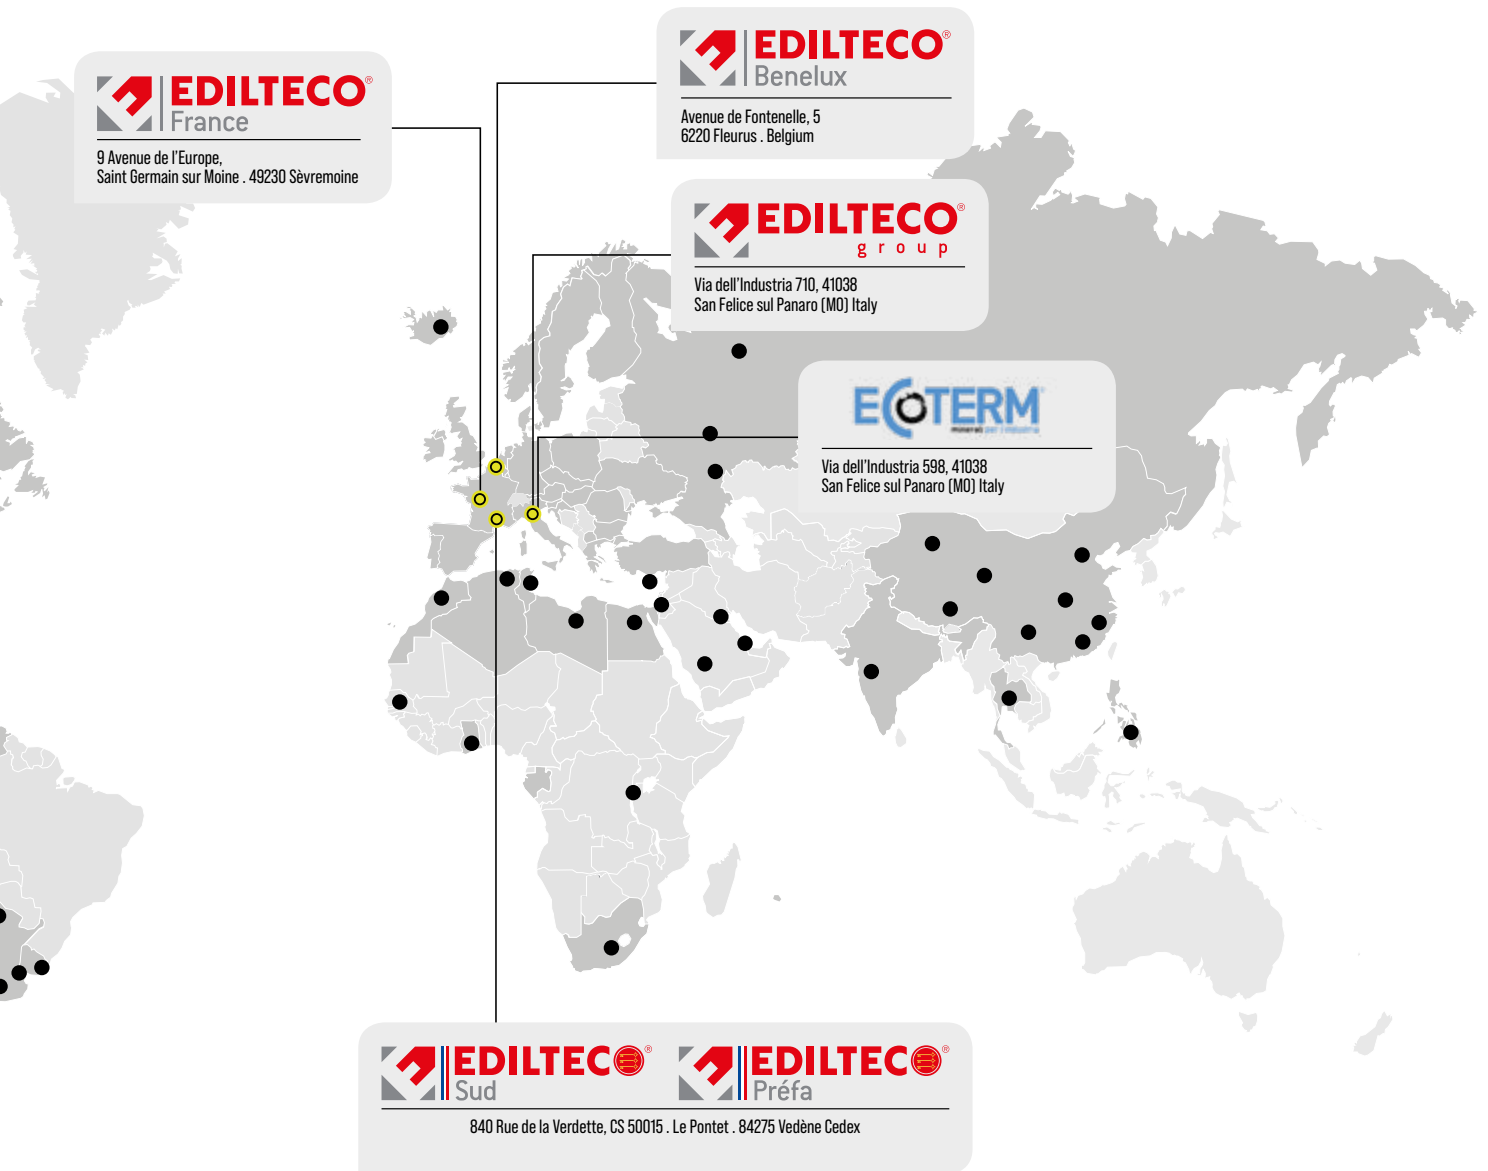 EDILTECO®
France
9 Avenue de l'Europe,
Saint Germain sur Moine . 49230 Sèvremoine
EDILTECO®
Benelux
Avenue de Fontenelle, 5
6220 Fleurus . Belgium
EDILTECO®
group
Via dell'Industria 710, 41038
San Felice sul Panaro (MO) Italy
ECOTERM
minerali per l'industria
Via dell'Industria 598, 41038
San Felice sul Panaro (MO) Italy
EDILTECO®
Sud
EDILTECO®
Préfa
840 Rue de la Verdette, CS 50015 . Le Pontet . 84275 Vedène Cedex